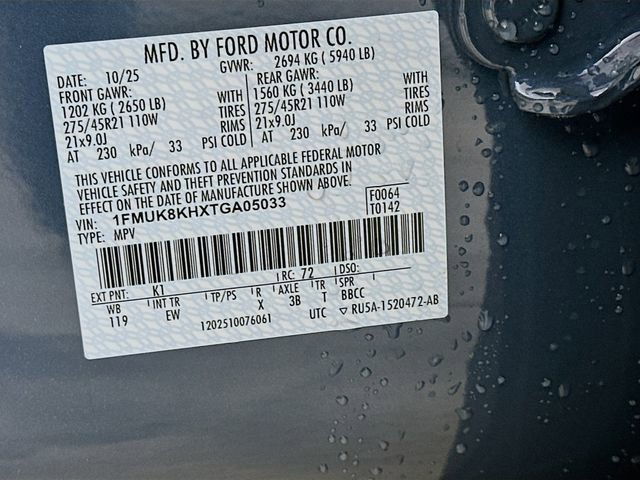 MFD. BY FORD MOTOR CO.
DATE: 10/25 GVWR: 2694 KG (5940 LB)
FRONT GAWR: REAR GAWR:
1202 KG (2650 LB) WITH 1560 KG (3440 LB) WITH
275/45R21 110W TIRES 275/45R21 110W TIRES
21x9.0J RIMS 21x9.0J RIMS
AT 230 kPa/ 33 PSI COLD AT 230 kPa/ 33 PSI COLD
THIS VEHICLE CONFORMS TO ALL APPLICABLE FEDERAL MOTOR
VEHICLE SAFETY AND THEFT PREVENTION STANDARDS IN
EFFECT ON THE DATE OF MANUFACTURE SHOWN ABOVE.
VIN: 1FMUK8KHXTGA05033 F0064
TYPE: MPV T0142
EXT PNT: K1 RC: 72 DSO:
WB INT TR TP/PS R AXLE TR SPR
119 EW X 3B T BBCC
1202510076061 UTC ▽ RU5A-1520472-AB